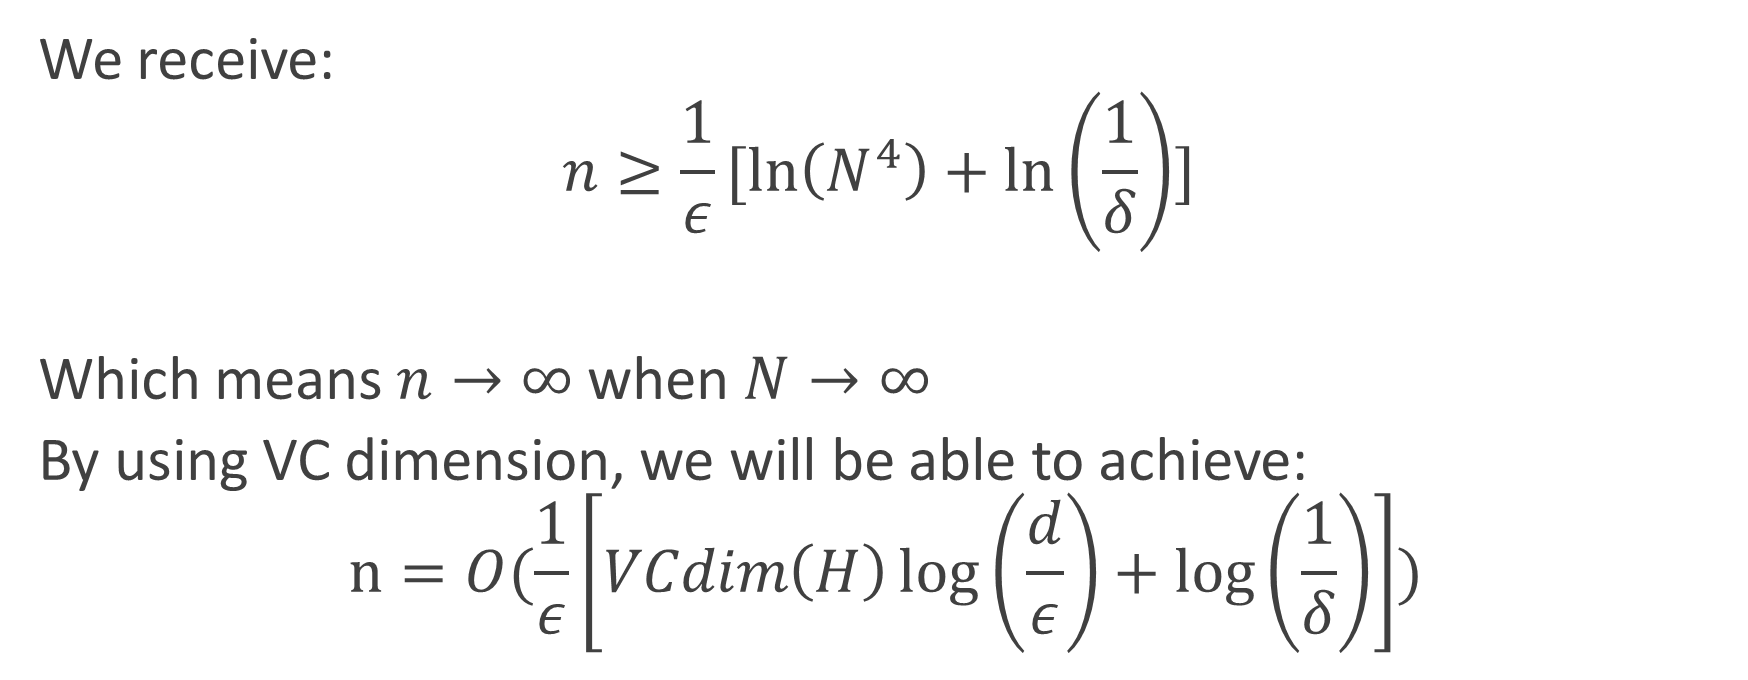 We receive:
n ≥ 1/ϵ [ln(N⁴) + ln(1/δ)]
Which means n → ∞ when N → ∞
By using VC dimension, we will be able to achieve:
n = O(1/ϵ [VCdim(H) log(d/ϵ) + log(1/δ)])